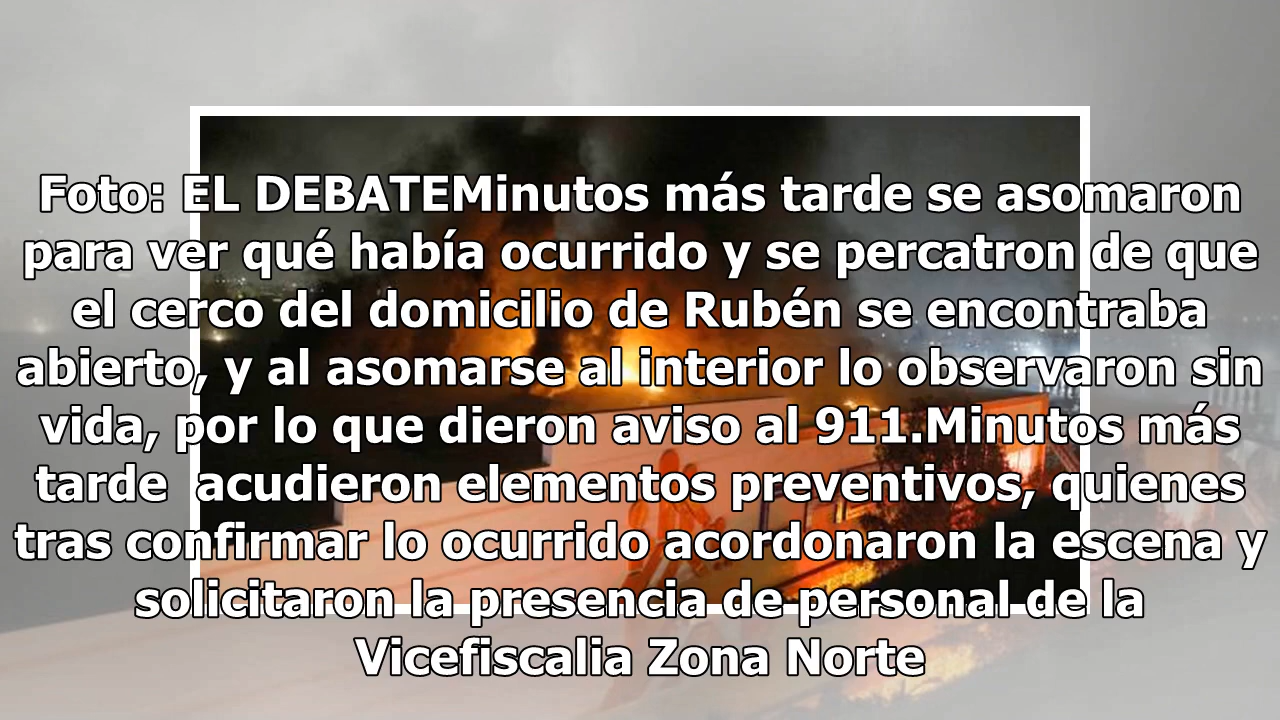 Foto: EL DEBATEMinutos más tarde se asomaron
para ver qué había ocurrido y se percatron de que
el cerco del domicilio de Rubén se encontraba
abierto, y al asomarse al interior lo observaron sin
vida, por lo que dieron aviso al 911.Minutos más
tarde  acudieron elementos preventivos, quienes
tras confirmar lo ocurrido acordonaron la escena y
solicitaron la presencia de personal de la
Vicefiscalia Zona Norte